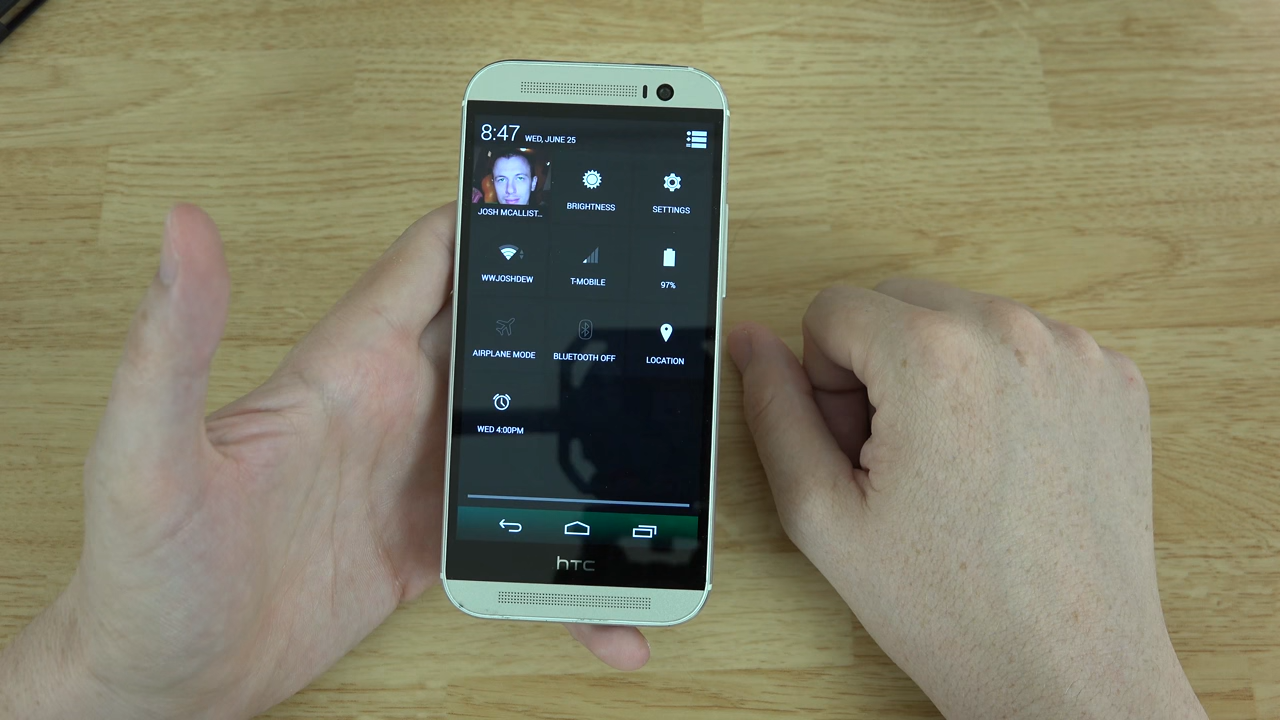 8:47 WED, JUNE 25
JOSH MCALLIST...
BRIGHTNESS
SETTINGS
WWJOSHDEW
T-MOBILE
97%
AIRPLANE MODE
BLUETOOTH OFF
LOCATION
WED 4:00PM
hTC